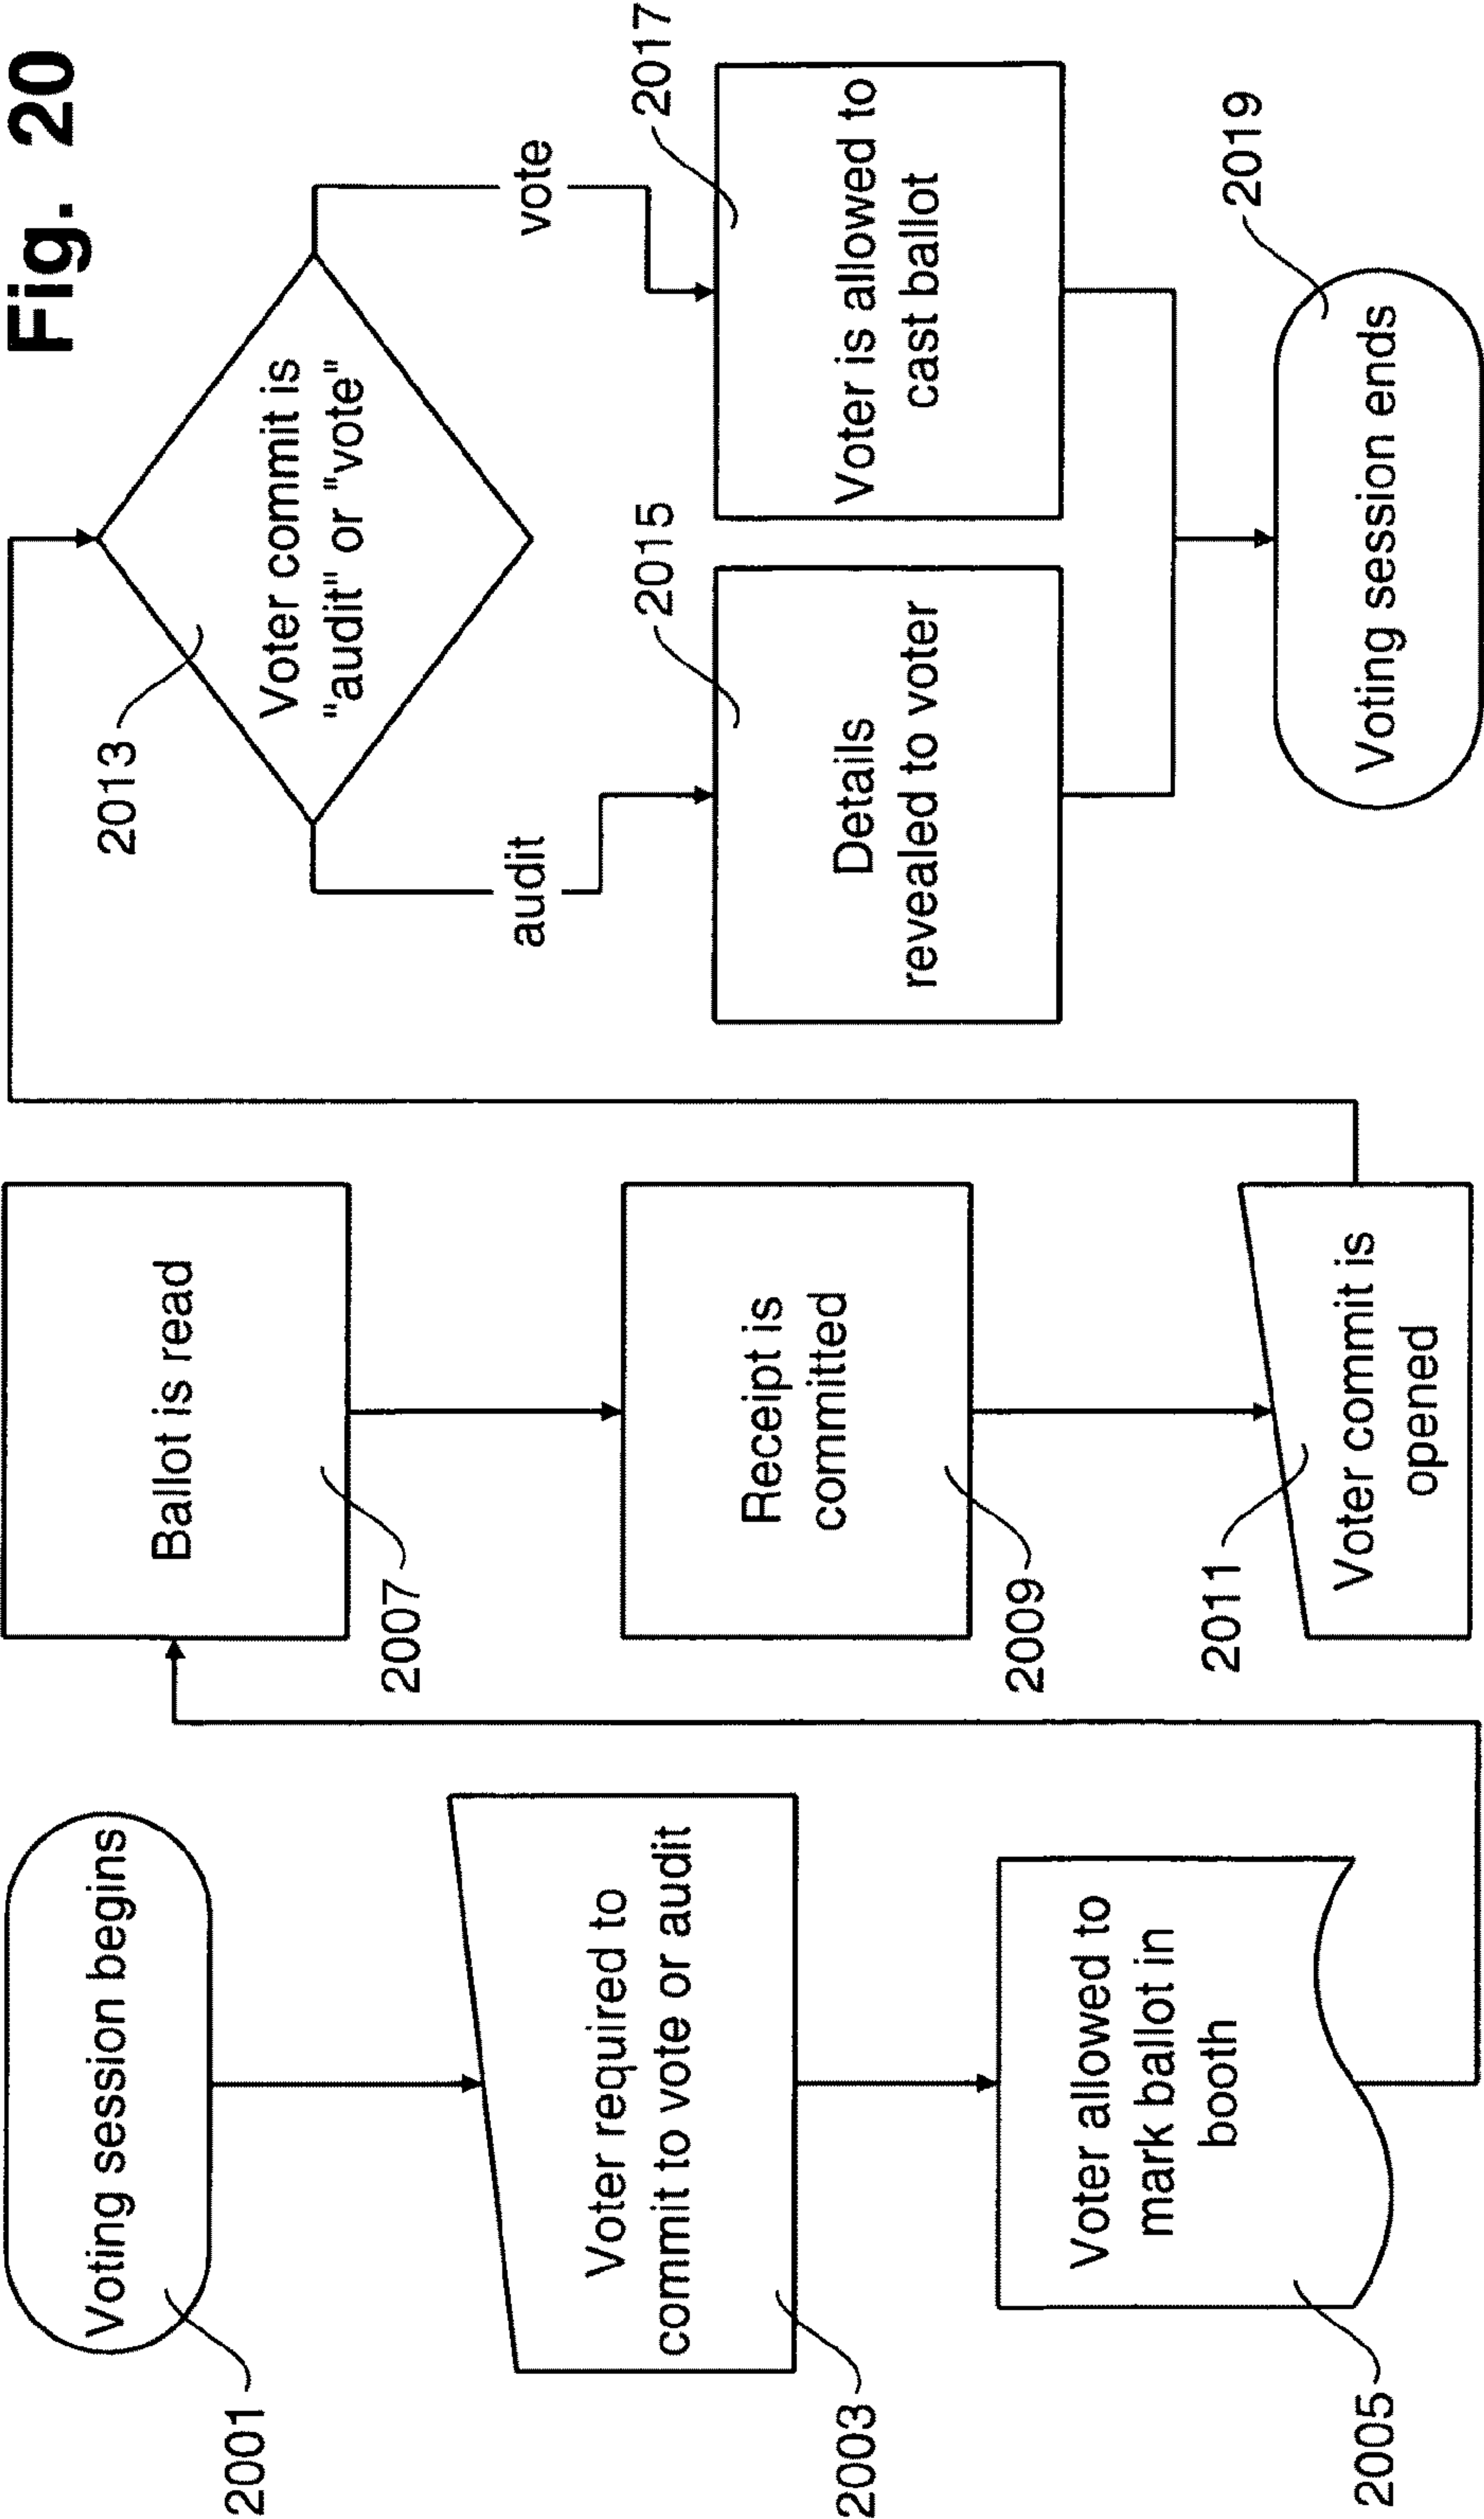 Fig. 20
Voting session begins
2001
Voter required to
commit to vote or audit
2003
Voter allowed to
mark ballot in
booth
2005
Ballot is read
2007
Receipt is
committed
2009
Voter commit is
opened
2011
Voter commit is
"audit" or "vote"
2013
audit
vote
Details
revealed to voter
2015
Voter is allowed to
cast ballot
2017
Voting session ends
2019